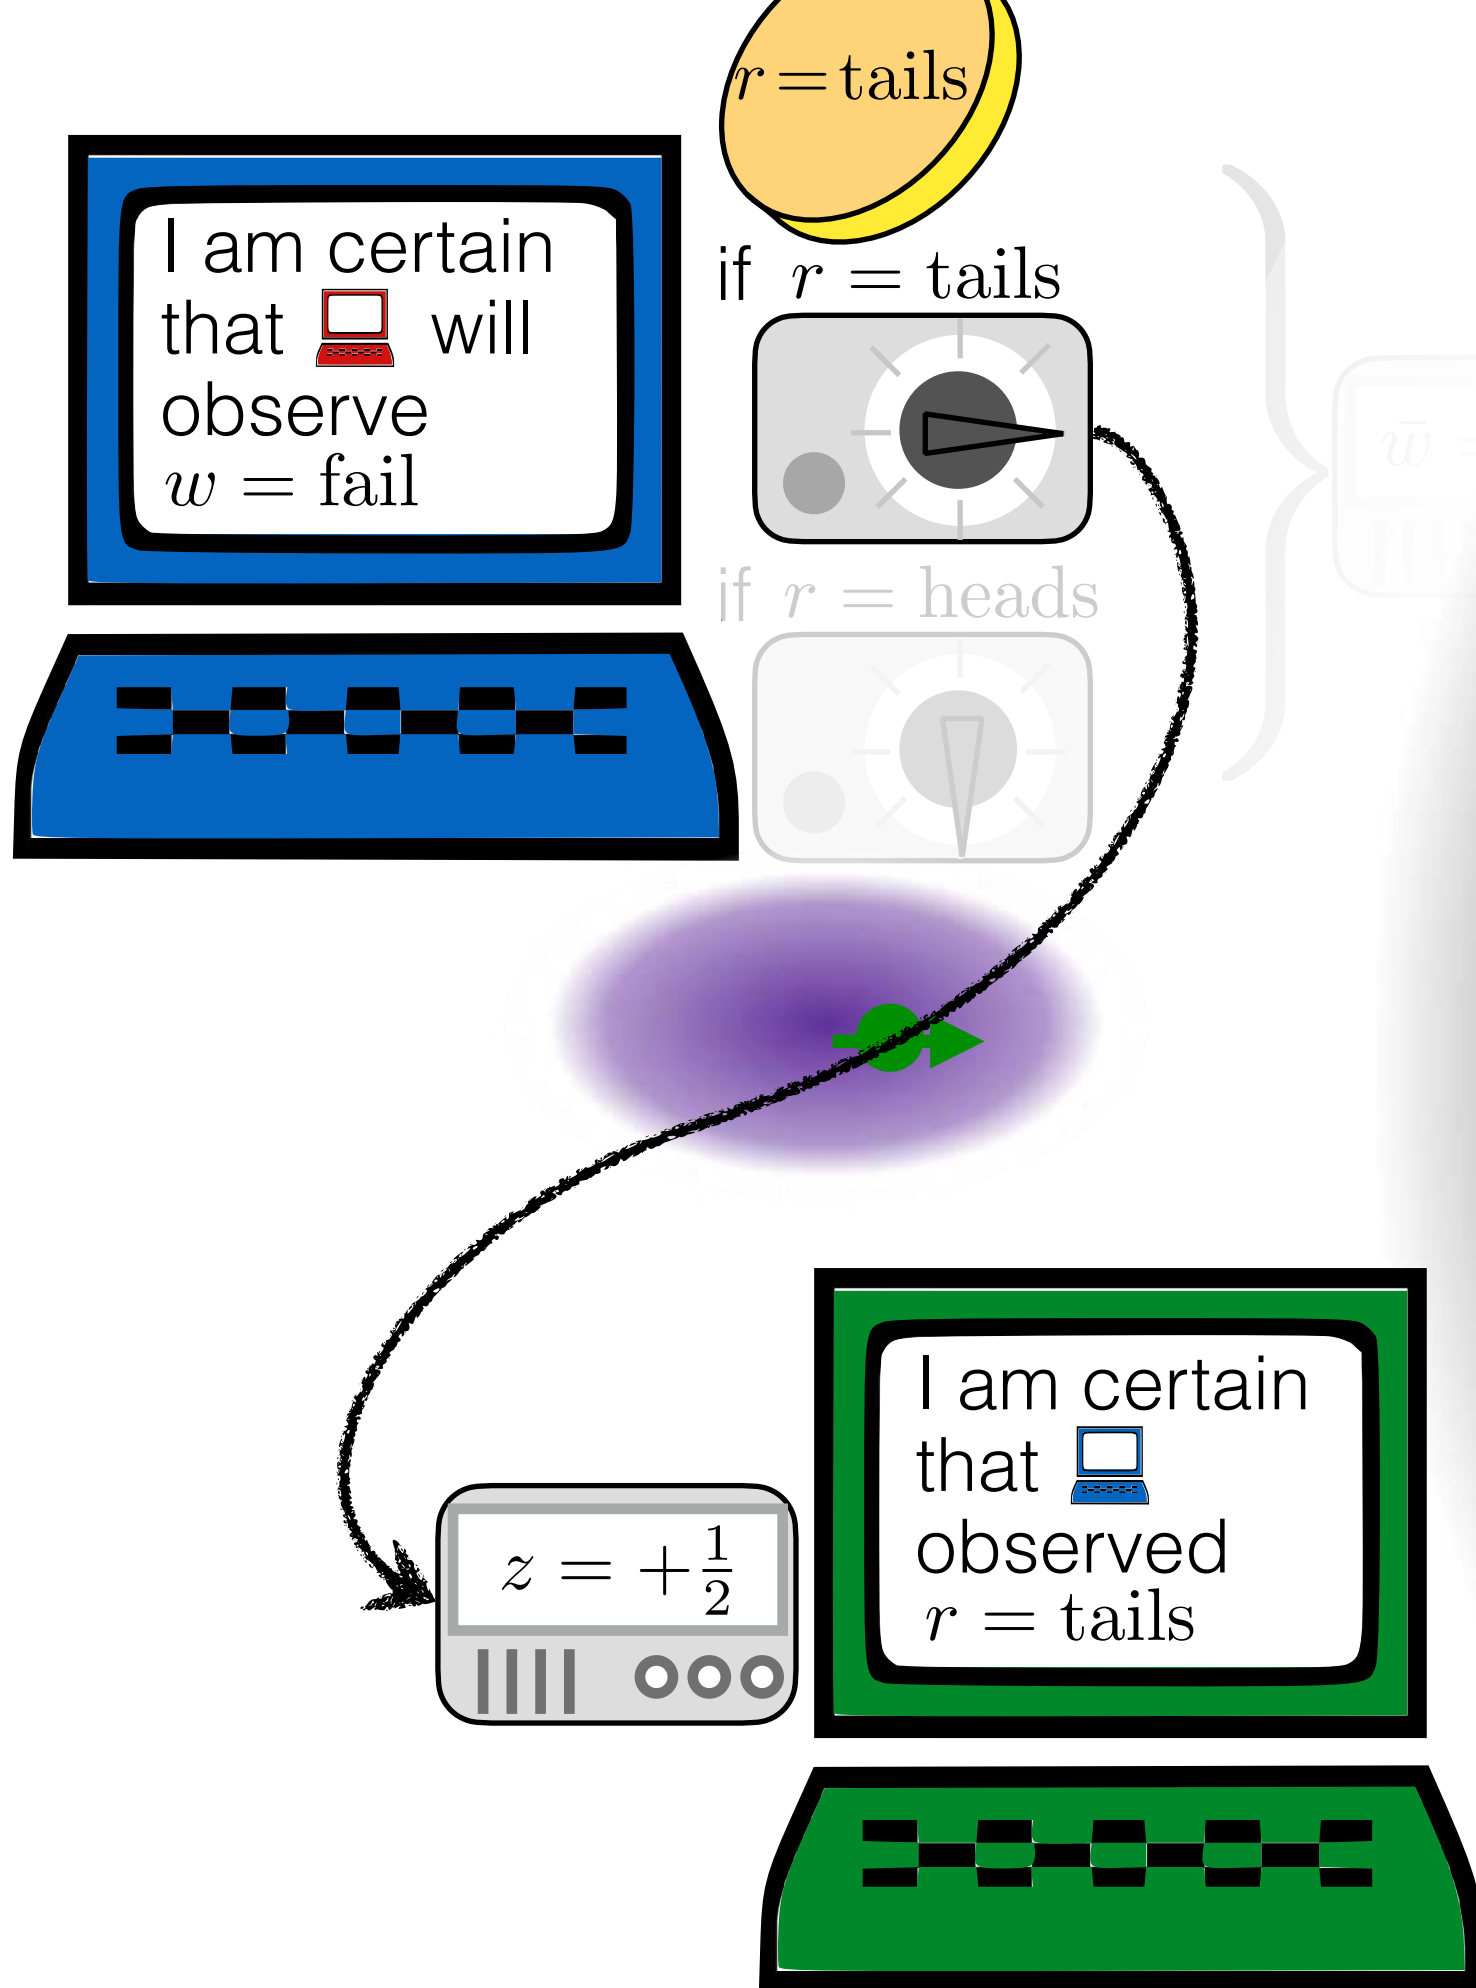 r = tails
I am certain
that will
observe
w = fail
if r = tails
if r = heads
w̄ =
I am certain
that
observed
r = tails
z = +1/2